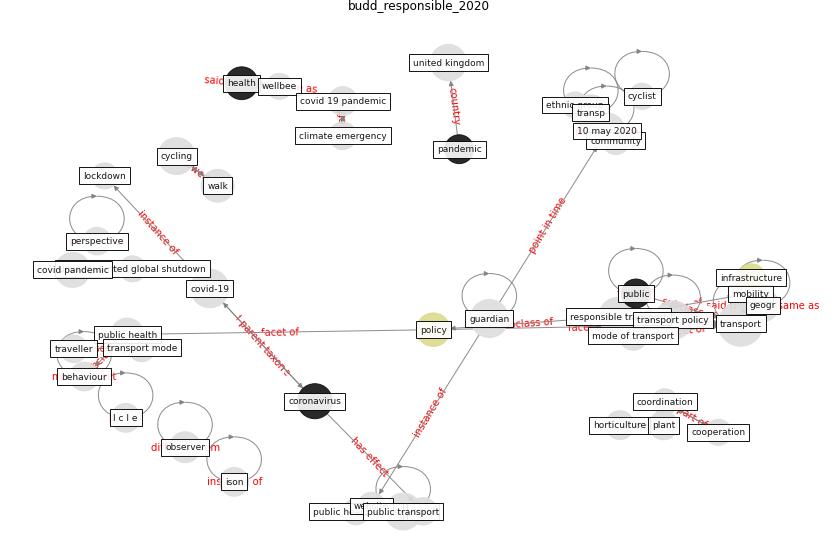 budd_responsible_2020
united kingdom
country
pandemic
health
wellbee
as
covid 19 pandemic
climate emergency
cyclist
transp
10 may 2020
community
cycling
walk
lockdown
instance of
perspective
covid pandemic
ted global shutdown
covid-19
point in time
public
infrastructure
mobility
geogr
same as
said
guardian
responsible tr
transport policy
transport
mode of transport
policy
facet of
public health
traveller
transport mode
behaviour
l c l e
parent taxon
coronavirus
instance of
has effect
observer
ison
of
coordination
horticulture
plant
part of
cooperation
public h
public transport